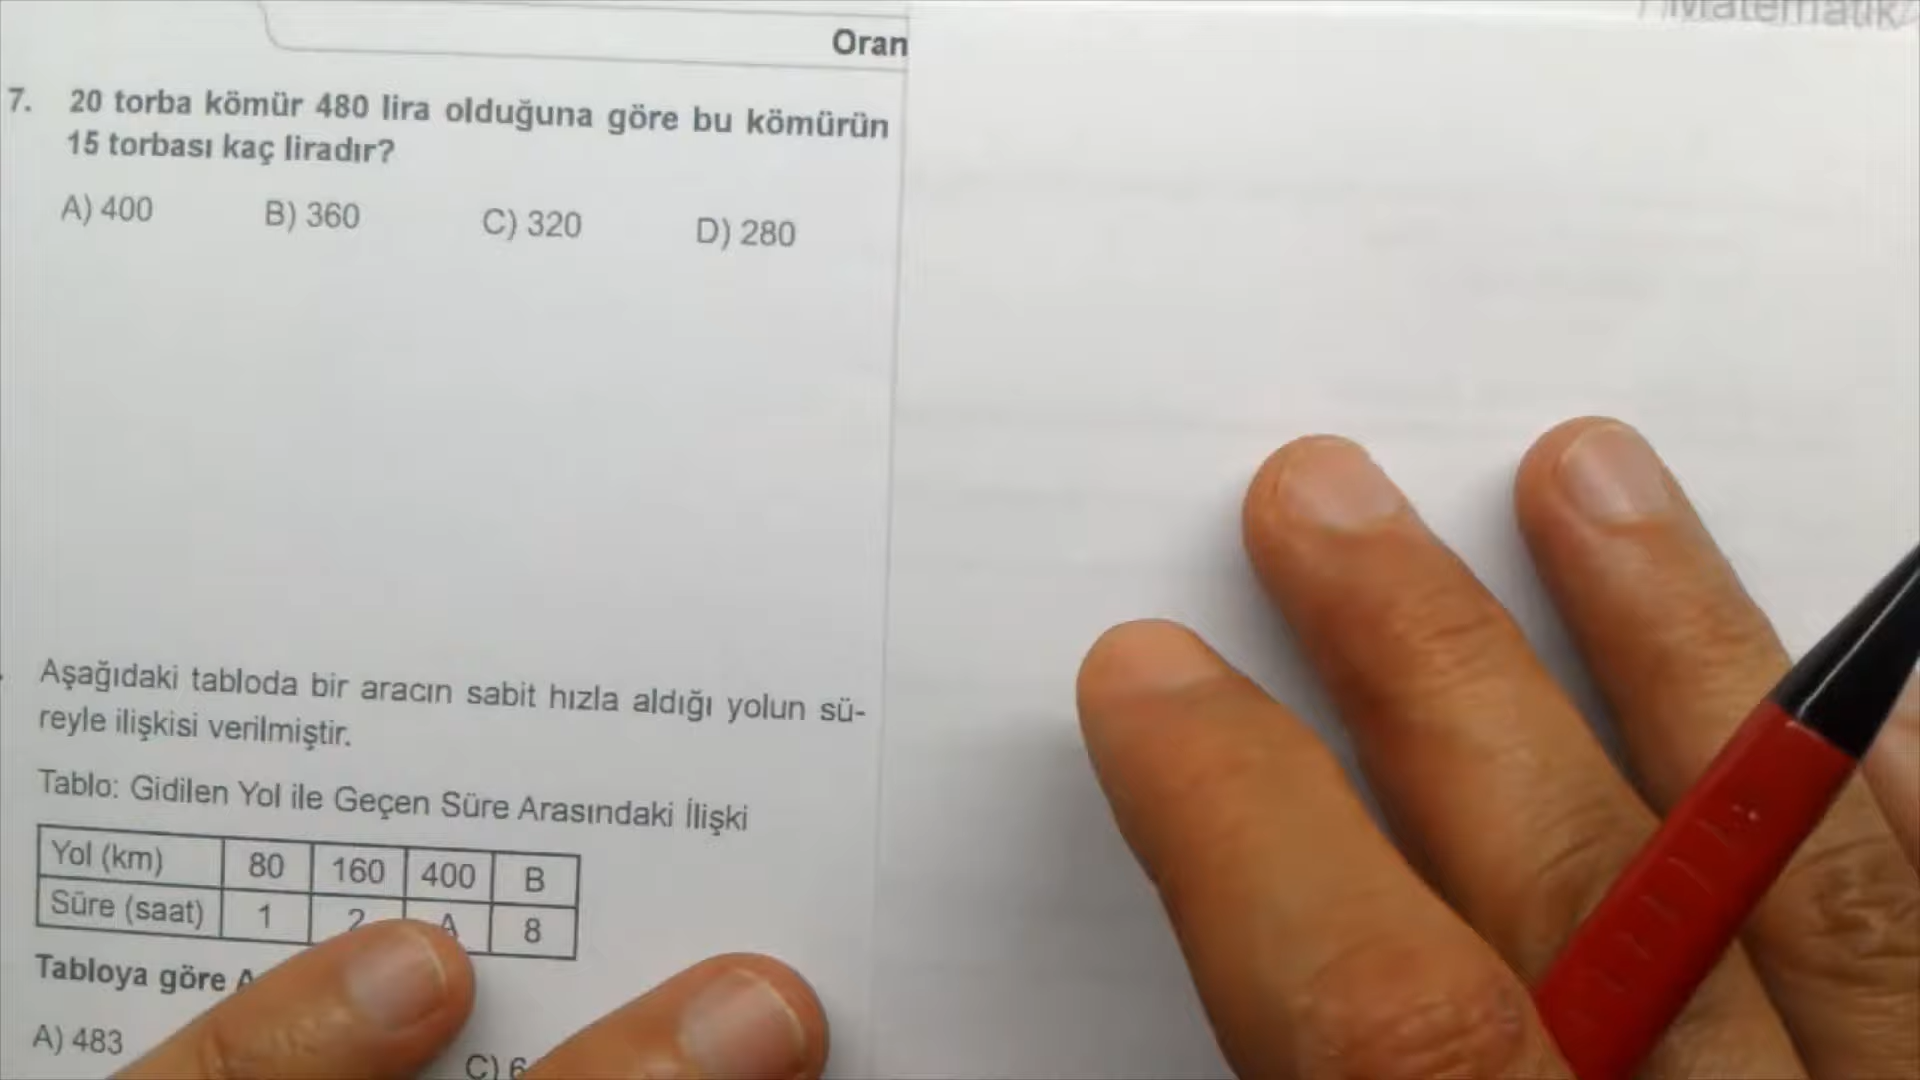 Matematik
Oran
7. 20 torba kömür 480 lira olduğuna göre bu kömürün
15 torbası kaç liradır?
A) 400 B) 360 C) 320 D) 280
Aşağıdaki tabloda bir aracın sabit hızla aldığı yolun sü-
reyle ilişkisi verilmiştir.
Tablo: Gidilen Yol ile Geçen Süre Arasındaki İlişki
Yol (km) 80 160 400 B
Süre (saat) 1 2 A 8
Tabloya göre A
A) 483 C) 6